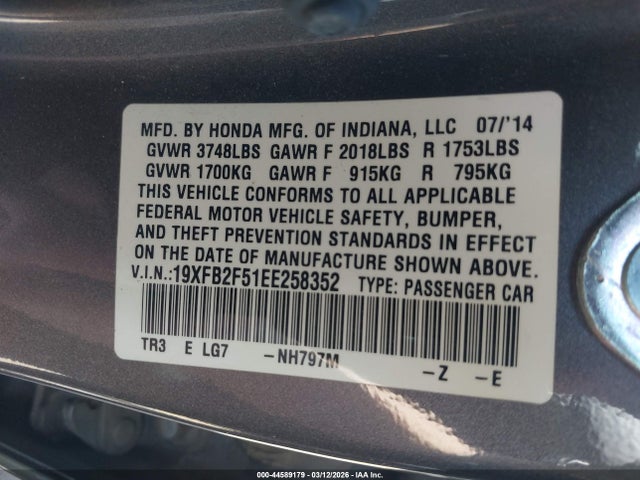 MFD. BY HONDA MFG. OF INDIANA, LLC 07/'14
GVWR 3748LBS GAWR F 2018LBS R 1753LBS
GVWR 1700KG GAWR F 915KG R 795KG
THIS VEHICLE CONFORMS TO ALL APPLICABLE
FEDERAL MOTOR VEHICLE SAFETY, BUMPER,
AND THEFT PREVENTION STANDARDS IN EFFECT
ON THE DATE OF MANUFACTURE SHOWN ABOVE.
V.I.N.:19XFB2F51EE258352 TYPE: PASSENGER CAR
TR3 E LG7 -NH797M -Z -E
000-44589179 - 03/12/2026 - IAAI.COM